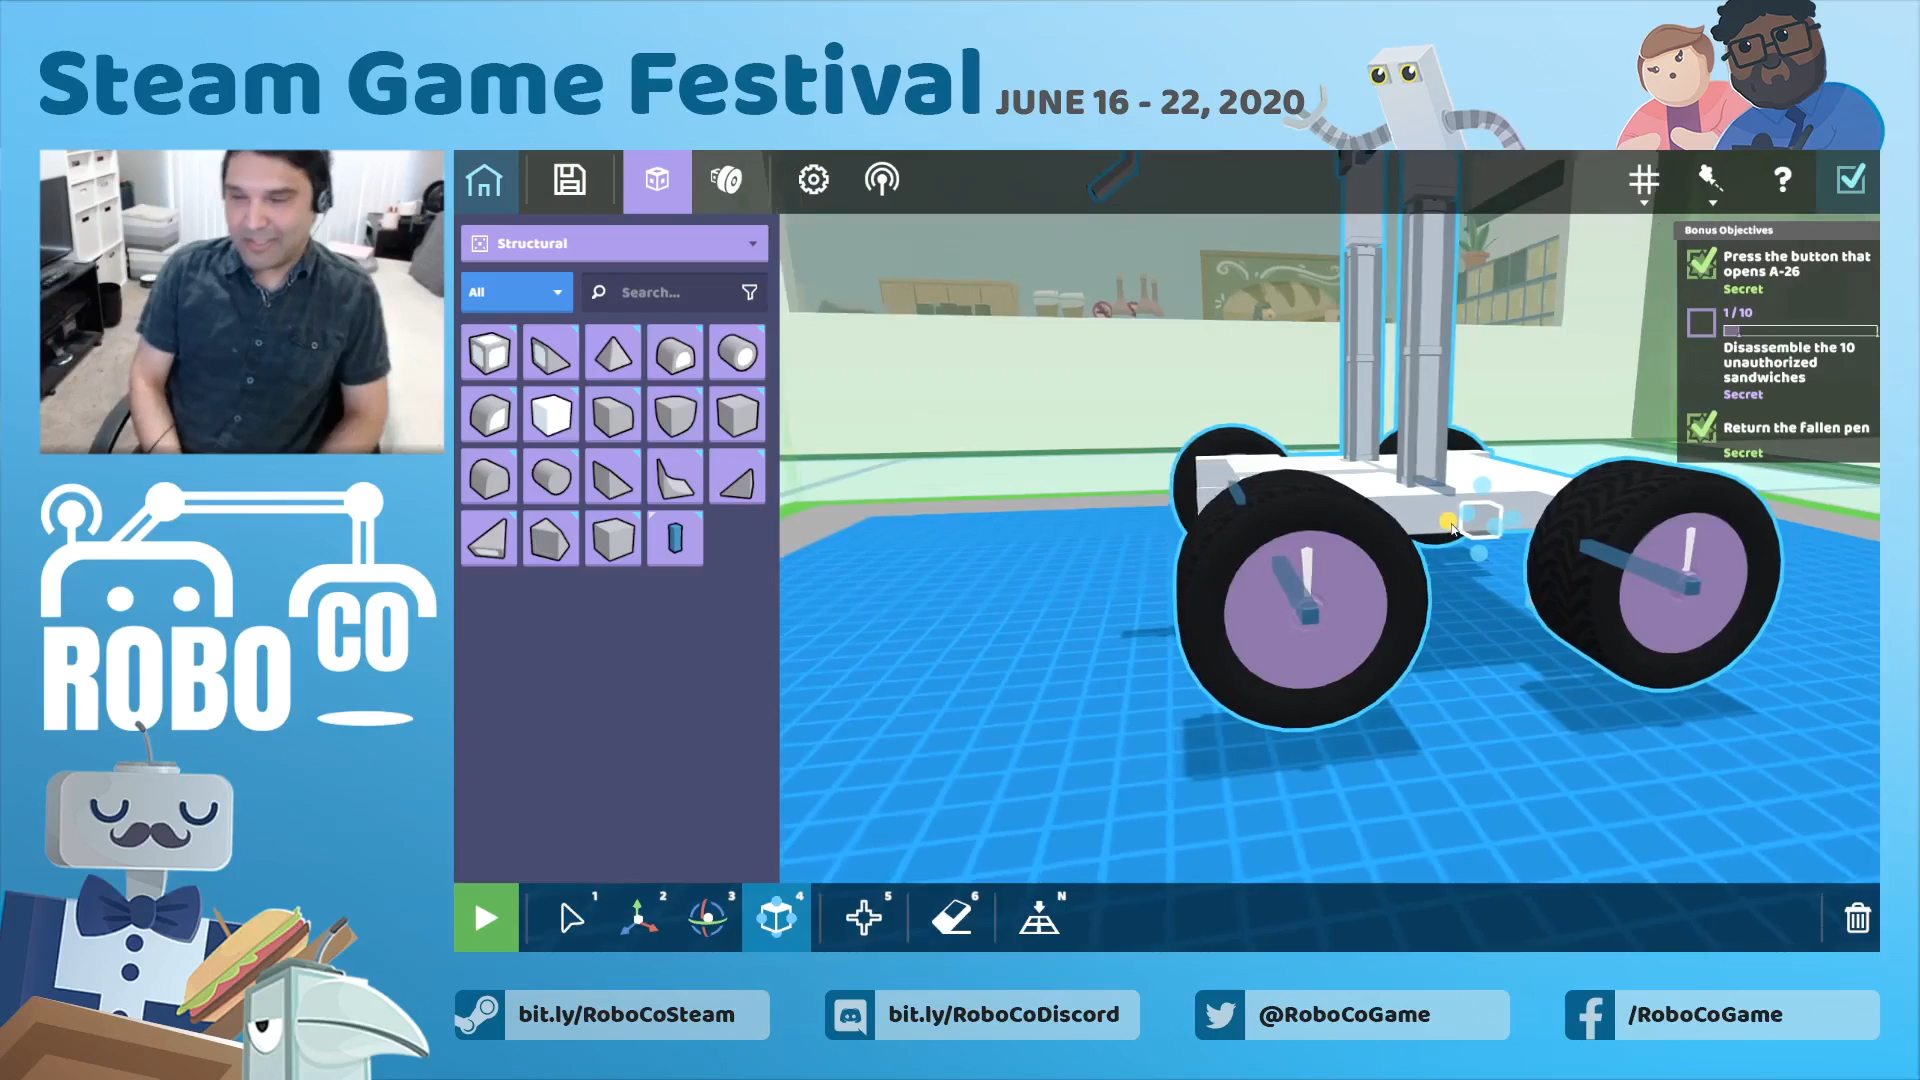 Steam Game Festival JUNE 16 - 22, 2020
Structural
All
Search...
Bonus Objectives
Press the button that
opens A-26
Secret
1 / 10
Disassemble the 10
unauthorized
sandwiches
Secret
Return the fallen pen
Secret
ROBO
CO
1
2
3
4
5
6
N
?
bit.ly/RoboCoSteam
bit.ly/RoboCoDiscord
@RoboCoGame
/RoboCoGame